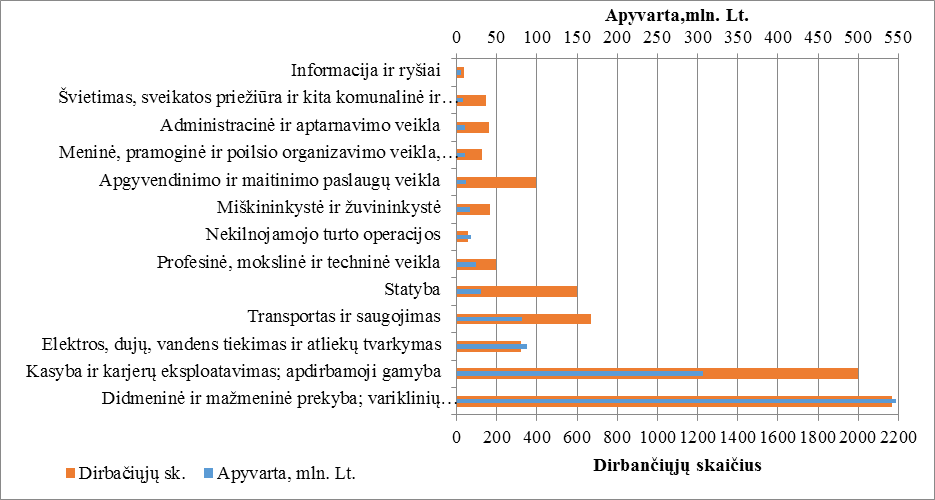 Apyvarta,mln. Lt.
0 50 100 150 200 250 300 350 400 450 500 550
Informacija ir ryšiai
Švietimas, sveikatos priežiūra ir kita komunalinė ir…
Administracinė ir aptarnavimo veikla
Meninė, pramoginė ir poilsio organizavimo veikla,…
Apgyvendinimo ir maitinimo paslaugų veikla
Miškininkystė ir žuvininkystė
Nekilnojamojo turto operacijos
Profesinė, mokslinė ir techninė veikla
Statyba
Transportas ir saugojimas
Elektros, dujų, vandens tiekimas ir atliekų tvarkymas
Kasyba ir karjerų eksploatavimas; apdirbamoji gamyba
Didmeninė ir mažmeninė prekyba; variklinių…
0 200 400 600 800 1000 1200 1400 1600 1800 2000 2200
Dirbančiųjų skaičius
Dirbačiųjų sk. Apyvarta, mln. Lt.